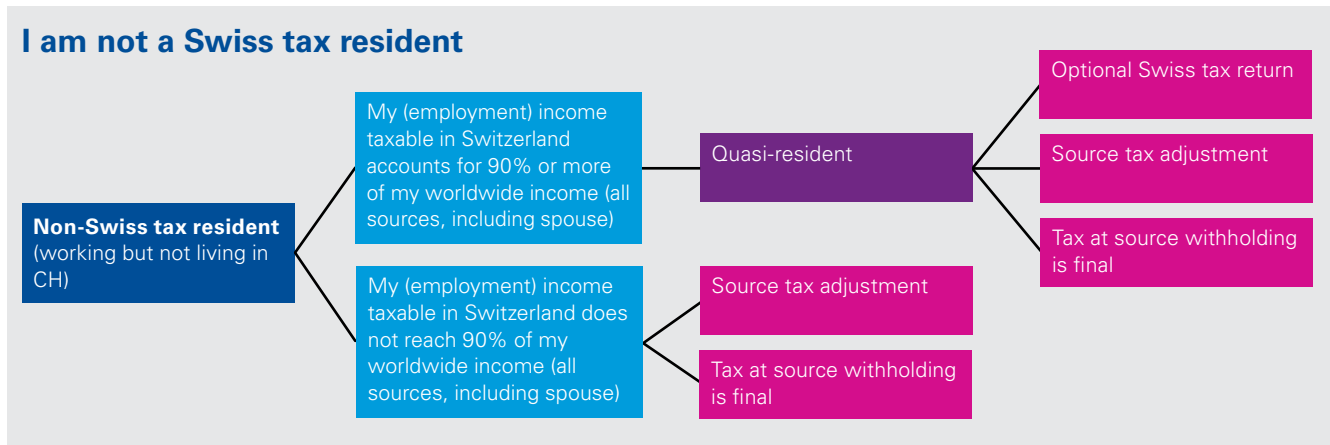 I am not a Swiss tax resident
Non-Swiss tax resident
(working but not living in
CH)
My (employment) income
taxable in Switzerland
accounts for 90% or more
of my worldwide income (all
sources, including spouse)
Quasi-resident
Optional Swiss tax return
Source tax adjustment
Tax at source withholding
is final
My (employment) income
taxable in Switzerland does
not reach 90% of my
worldwide income (all
sources, including spouse)
Source tax adjustment
Tax at source withholding
is final